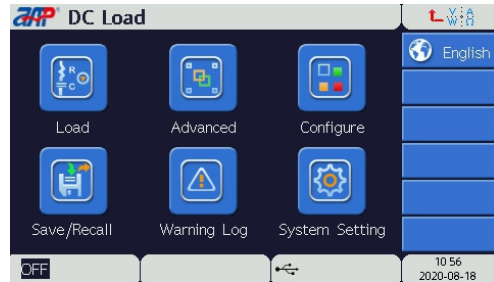 DC Load
English
Load
Advanced
Configure
Save/Recall
Warning Log
System Setting
OFF
10 56
2020-08-18